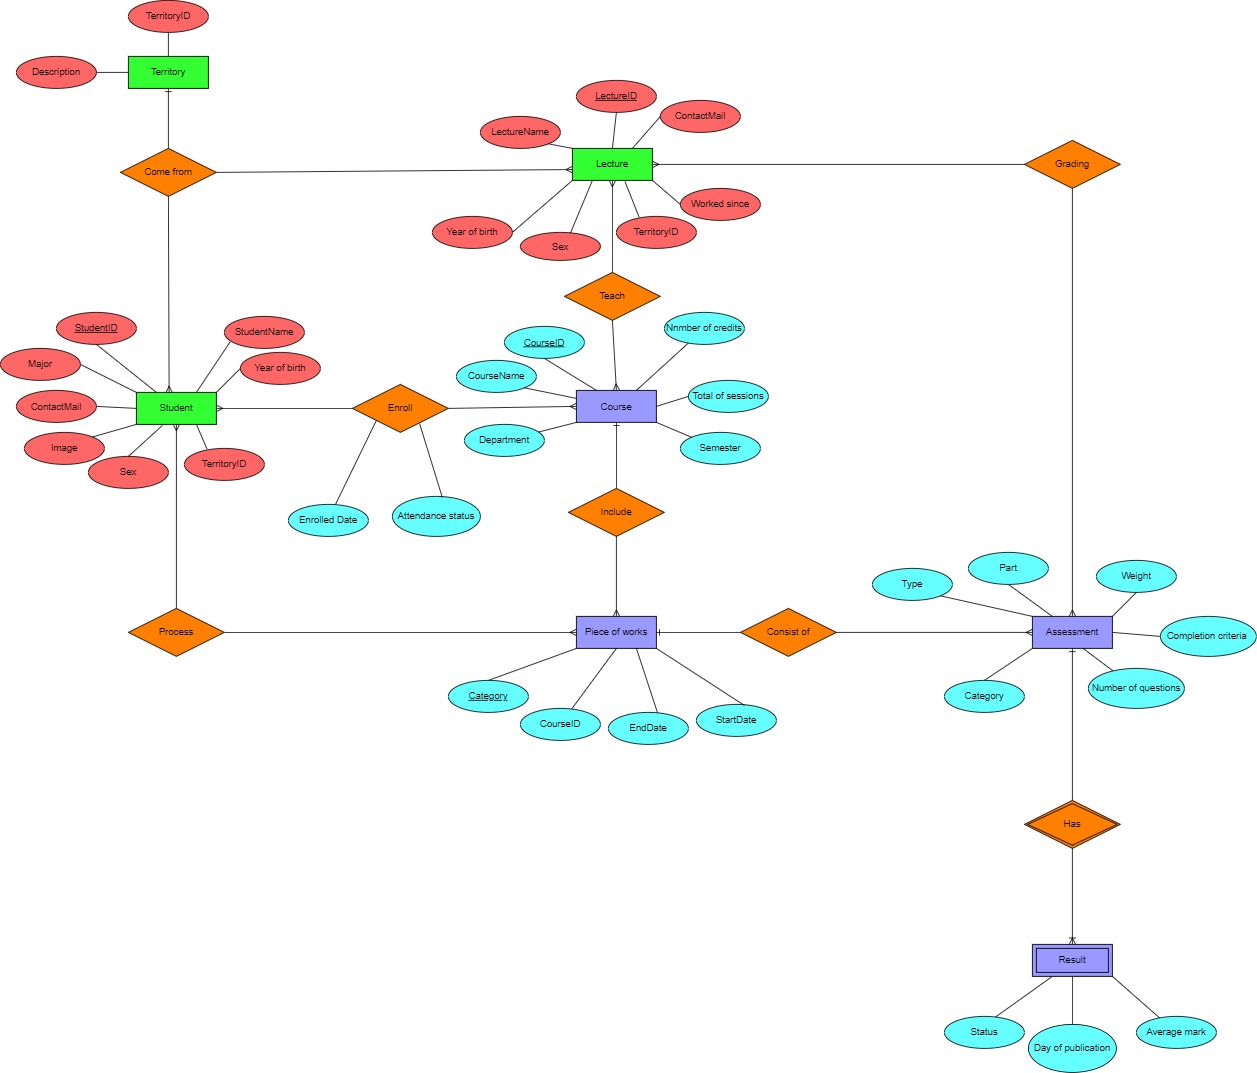 TerritoryID
Description
Territory
LectureID
ContactMail
LectureName
Lecture
Grading
Come from
Worked since
Year of birth
TerritoryID
Sex
Teach
StudentID
StudentName
Nnmber of credits
CourseID
Major
Year of birth
CourseName
Total of sessions
ContactMail
Student
Enroll
Course
Image
Department
Semester
Sex
TerritoryID
Enrolled Date
Attendance status
Include
Part
Type
Weight
Process
Piece of works
Consist of
Assessment
Completion criteria
Category
Category
Number of questions
CourseID
EndDate
StartDate
Has
Result
Status
Day of publication
Average mark